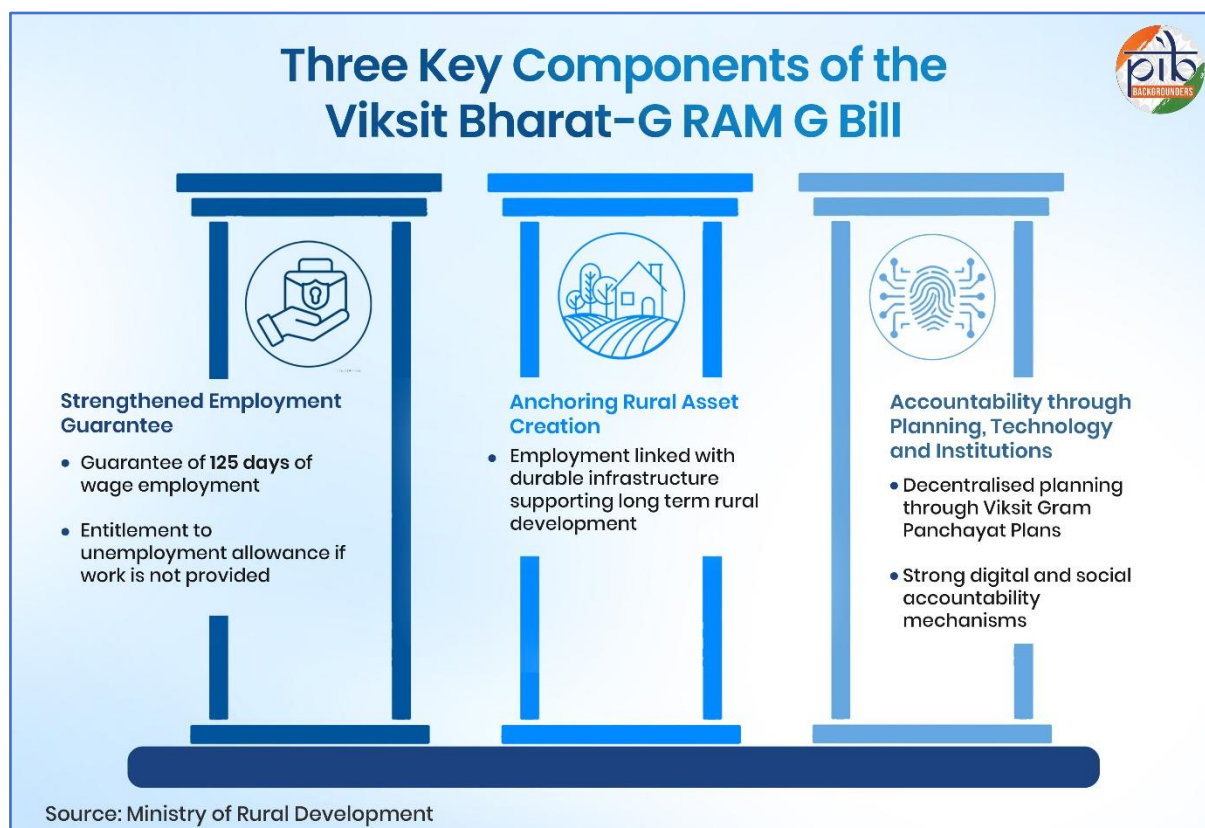 Three Key Components of the
Viksit Bharat-G RAM G Bill
pib
BACKGROUNDERS
Strengthened Employment
Guarantee
• Guarantee of 125 days of
wage employment
• Entitlement to
unemployment allowance if
work is not provided
Anchoring Rural Asset
Creation
• Employment linked with
durable infrastructure
supporting long term rural
development
Accountability through
Planning, Technology
and Institutions
• Decentralised planning
through Viksit Gram
Panchayat Plans
• Strong digital and social
accountability
mechanisms
Source: Ministry of Rural Development